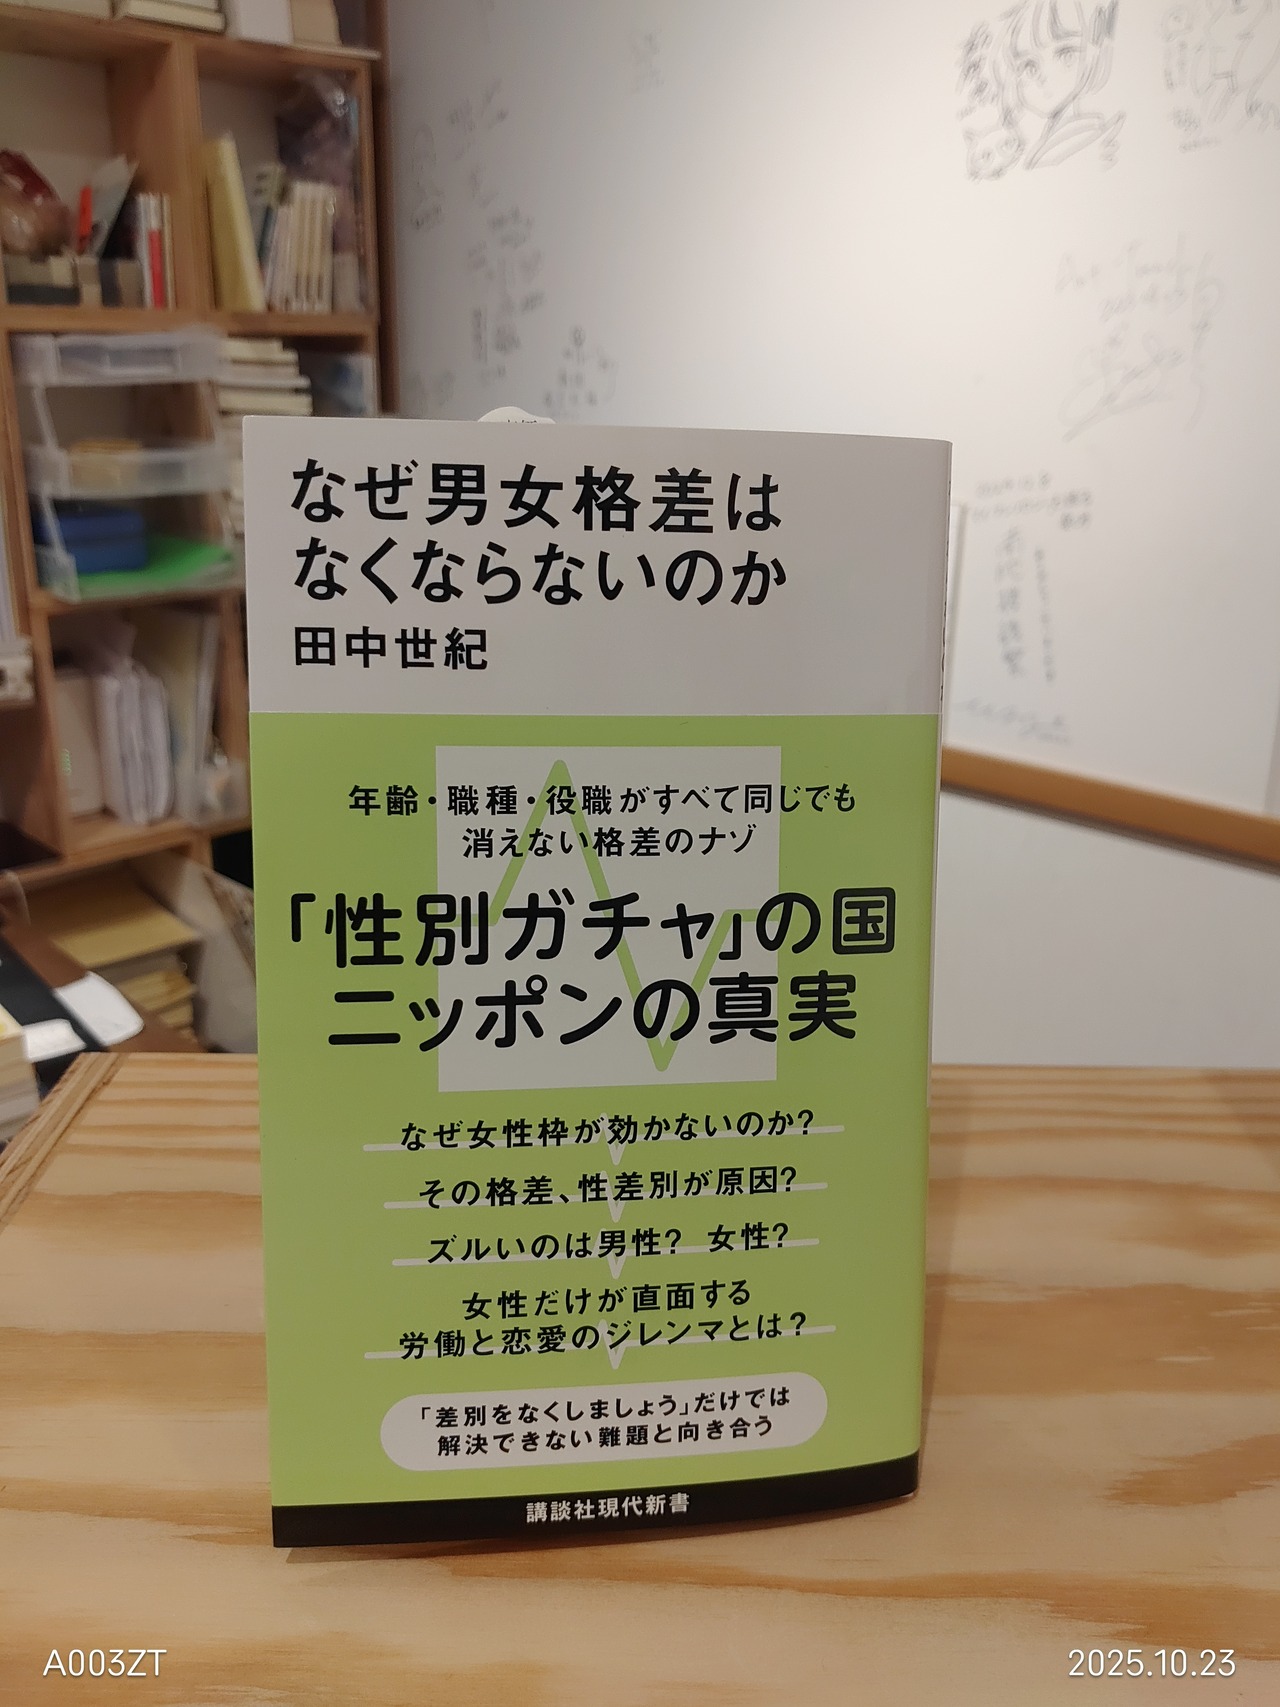 なぜ男女格差は
なくならないのか
田中世紀
年齢・職種・役職がすべて同じでも
消えない格差のナゾ
「性別ガチャ」の国
ニッポンの真実
なぜ女性枠が効かないのか?
その格差、性差別が原因?
ズルいのは男性? 女性?
女性だけが直面する
労働と恋愛のジレンマとは?
「差別をなくしましょう」だけでは
解決できない難題と向き合う
講談社現代新書
A003ZT
2025.10.23